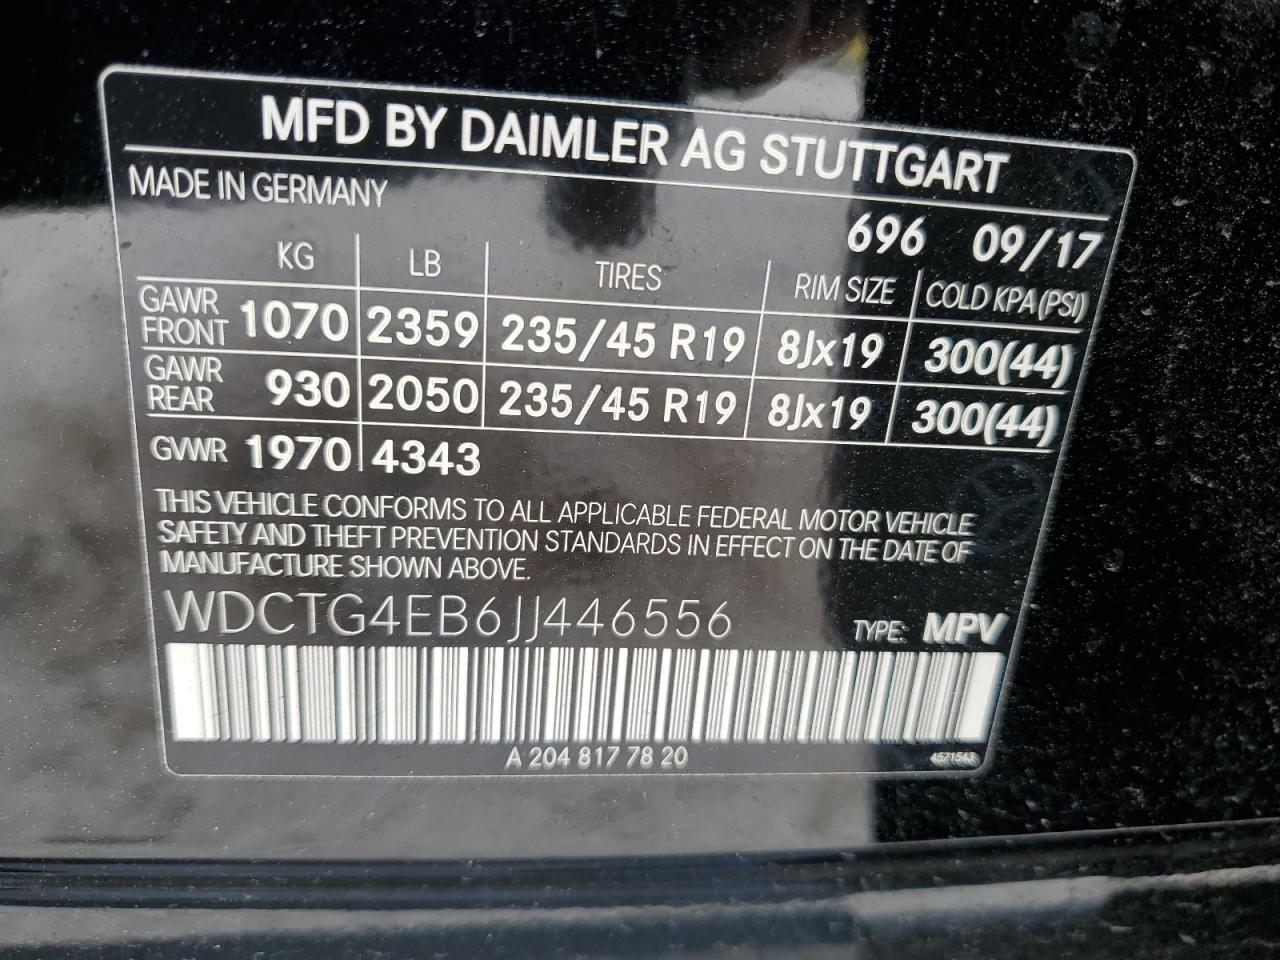 MFD BY DAIMLER AG STUTTGART
MADE IN GERMANY
696 09/17
KG LB TIRES RIM SIZE COLD KPA (PSI)
GAWR FRONT 1070 2359 235/45 R19 8Jx19 300(44)
GAWR REAR 930 2050 235/45 R19 8Jx19 300(44)
GVWR 1970 4343
THIS VEHICLE CONFORMS TO ALL APPLICABLE FEDERAL MOTOR VEHICLE
SAFETY AND THEFT PREVENTION STANDARDS IN EFFECT ON THE DATE OF
MANUFACTURE SHOWN ABOVE.
WDCTG4EB6JJ446556 TYPE: MPV
A 204 817 78 20 4571543